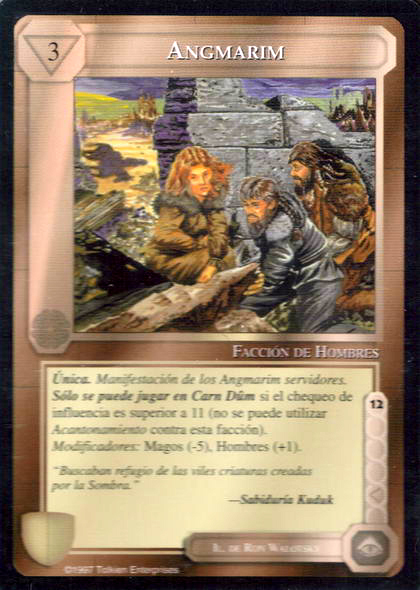 3
ANGMARIM
FACCIÓN DE HOMBRES
Única. Manifestación de los Angmarim servidores.
Sólo se puede jugar en Carn Dûm si el chequeo de
influencia es superior a 11 (no se puede utilizar
Acantonamiento contra esta facción).
Modificadores: Magos (-5), Hombres (+1).
12
"Buscaban refugio de las viles criaturas creadas
por la Sombra."
—Sabiduría Kuduk
IL. DE RON WALOTSKY
©1997 Tolkien Enterprises